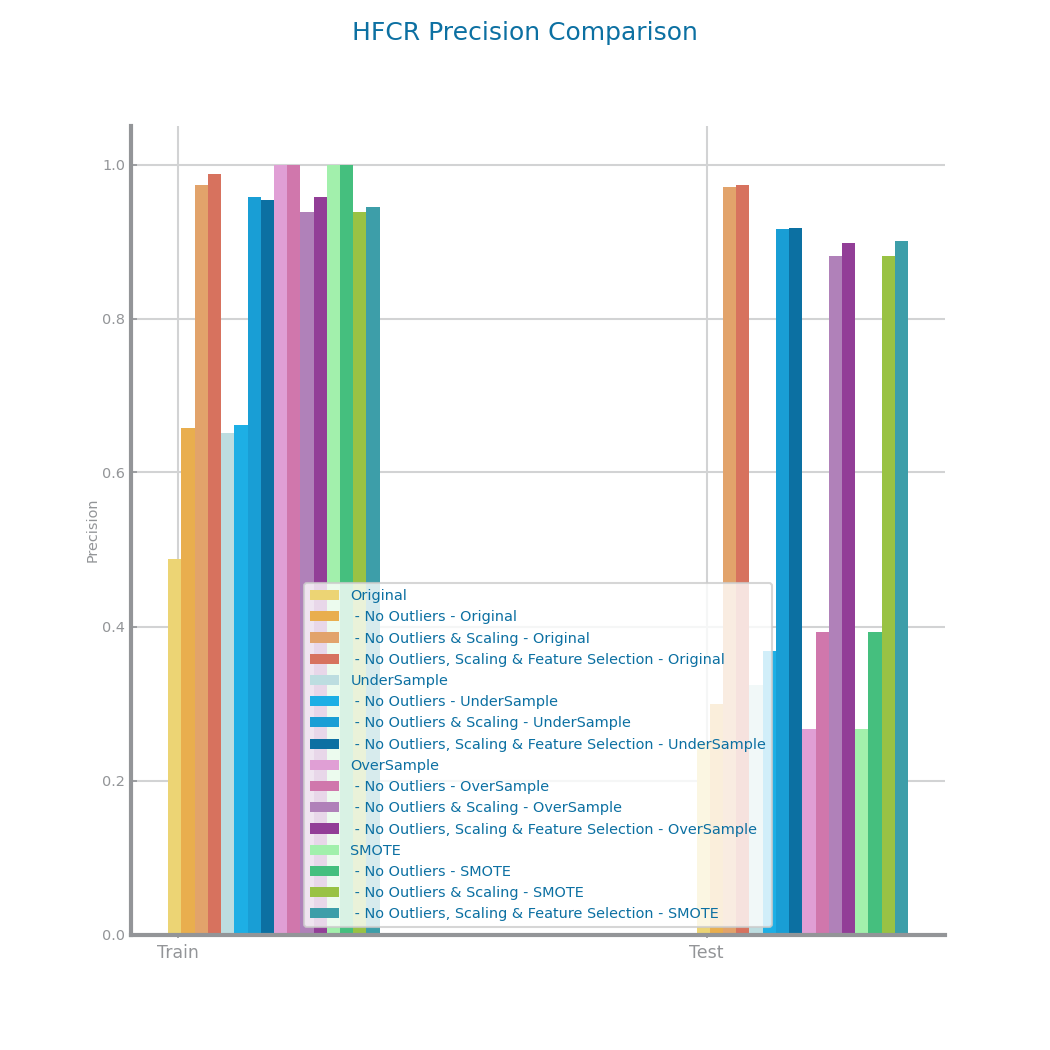 HFCR Precision Comparison
1.0
0.8
0.6
0.4
0.2
0.0
Precision
Original
- No Outliers - Original
- No Outliers & Scaling - Original
- No Outliers, Scaling & Feature Selection - Original
UnderSample
- No Outliers - UnderSample
- No Outliers & Scaling - UnderSample
- No Outliers, Scaling & Feature Selection - UnderSample
OverSample
- No Outliers - OverSample
- No Outliers & Scaling - OverSample
- No Outliers, Scaling & Feature Selection - OverSample
SMOTE
- No Outliers - SMOTE
- No Outliers & Scaling - SMOTE
- No Outliers, Scaling & Feature Selection - SMOTE
Train
Test